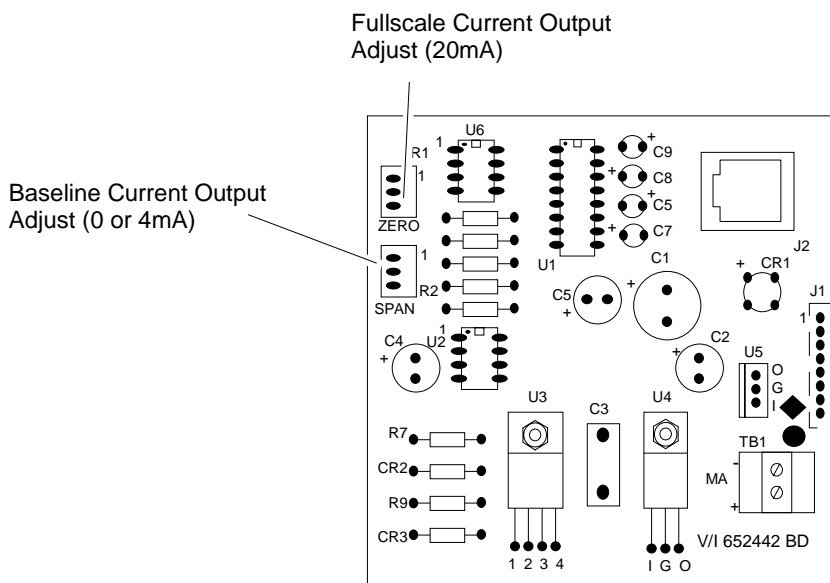 Fullscale Current Output
Adjust (20mA)
Baseline Current Output
Adjust (0 or 4mA)
R1
1
ZERO
1
R2
SPAN
U6
1
U1
+
C9
+
C8
+
C5
+
C7
J2
C5
+
C1
+
CR1
+
J1
1
C4
+
U2
1
C2
+
U5
O
G
I
R7
CR2
R9
CR3
U3
1 2 3 4
C3
U4
I G O
TB1
-
MA
+
V/I 652442 BD